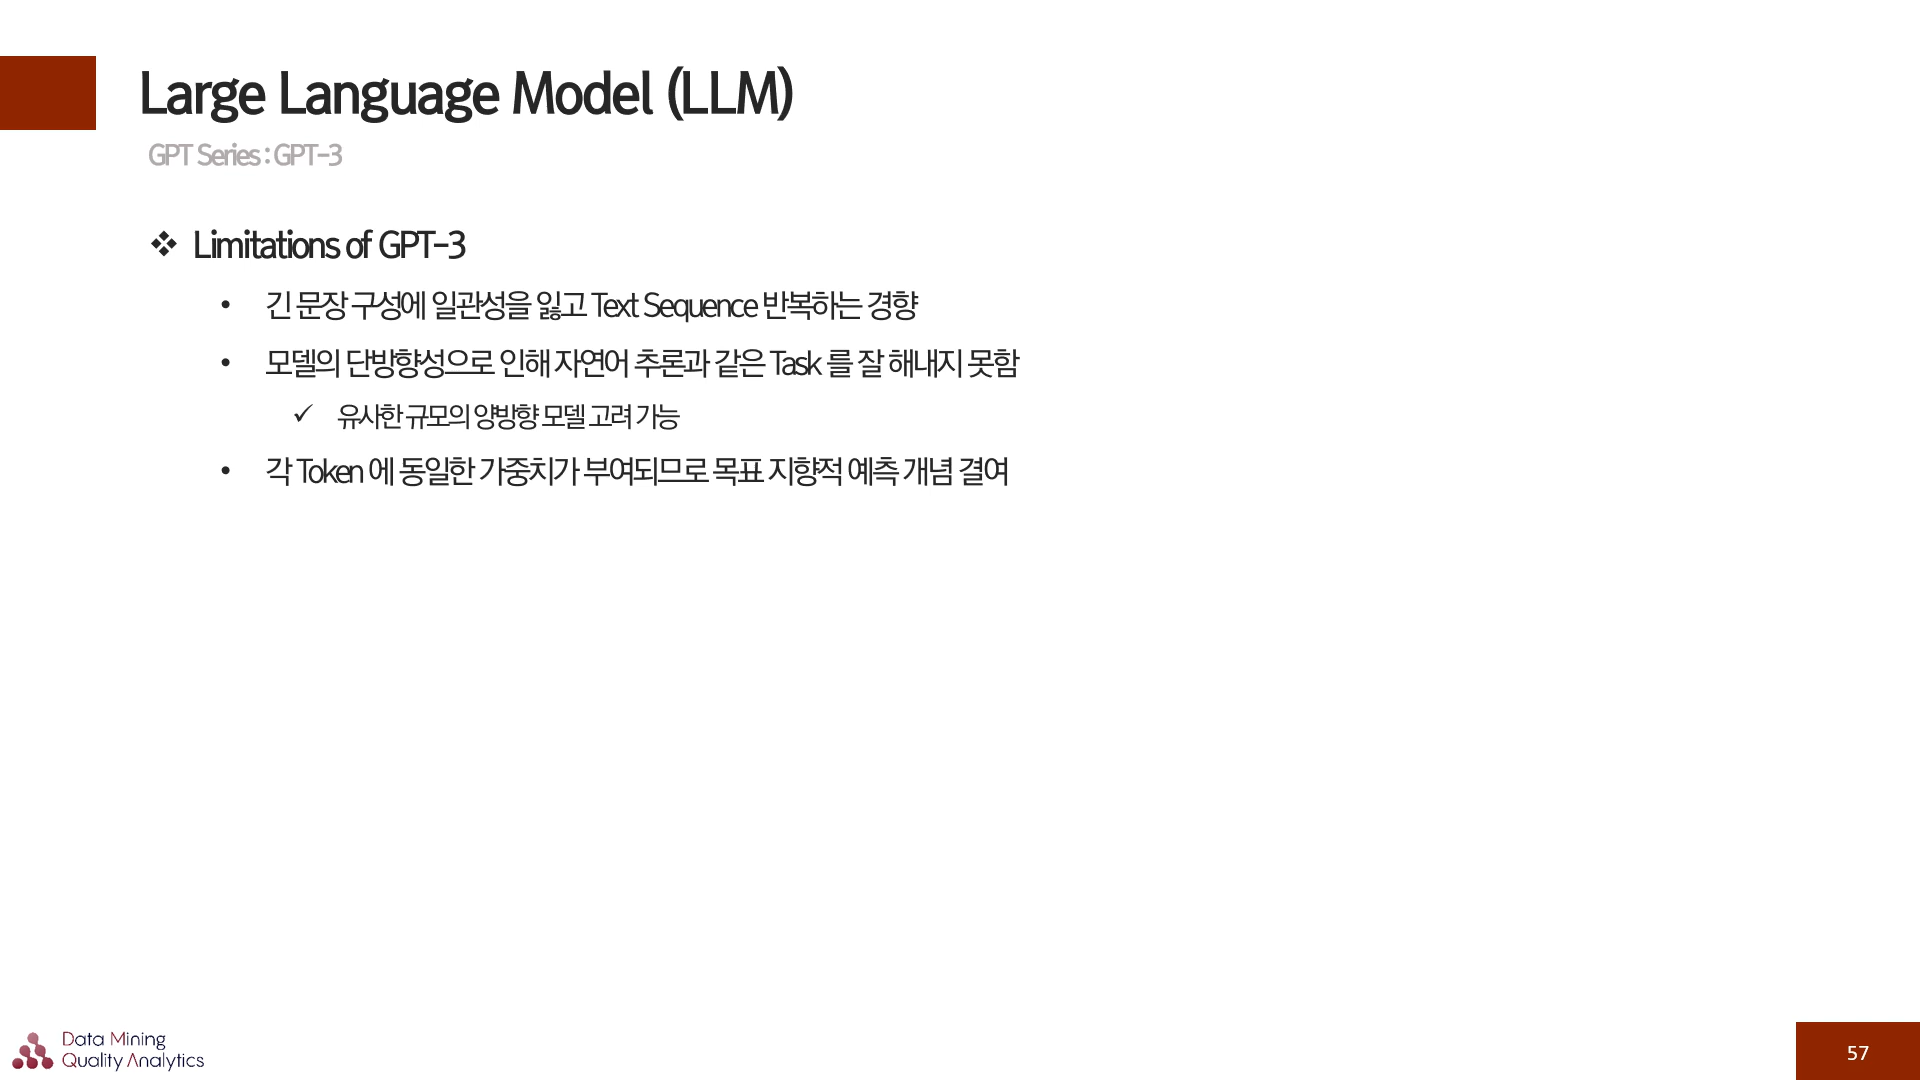 Large Language Model (LLM)
GPT Series : GPT-3
❖ Limitations of GPT-3
• 긴 문장 구성에 일관성을 잃고 Text Sequence 반복하는 경향
• 모델의 단방향성으로 인해 자연어 추론과 같은 Task 를 잘 해내지 못함
✓ 유사한 규모의 양방향 모델 고려 가능
• 각 Token 에 동일한 가중치가 부여되므로 목표 지향적 예측 개념 결여
Data Mining
Quality Analytics
57